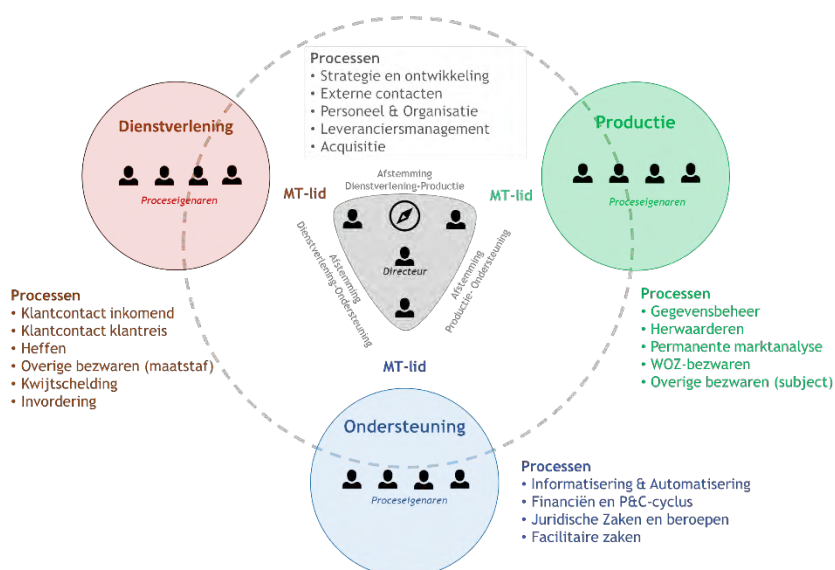 Processen
• Strategie en ontwikkeling
• Externe contacten
• Personeel & Organisatie
• Leveranciersmanagement
• Acquisitie
Dienstverlening
Proceseigenaren
Productie
Proceseigenaren
Afstemming
Dienstverlening-Productie
MT-lid
MT-lid
Directeur
Afstemming
Dienstverlening-Ondersteuning
Afstemming
Productie- Ondersteuning
Processen
• Klantcontact inkomend
• Klantcontact klantreis
• Heffen
• Overige bezwaren (maatstaf)
• Kwijtschelding
• Invordering
Processen
• Gegevensbeheer
• Herwaarderen
• Permanente marktanalyse
• WOZ-bezwaren
• Overige bezwaren (subject)
MT-lid
Ondersteuning
Proceseigenaren
Processen
• Informatisering & Automatisering
• Financiën en P&C-cyclus
• Juridische Zaken en beroepen
• Facilitaire zaken